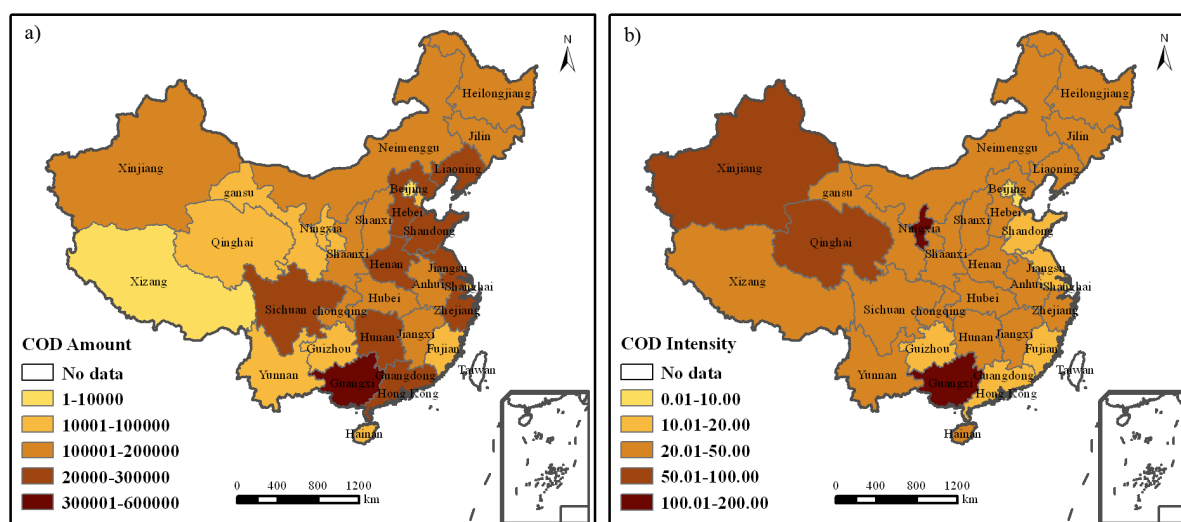 a)
N
Heilongjiang
Jilin
Neimenggu
Liaoning
Xinjiang
Beijing
gansu
Hebei
Shanxi
Shandong
Ningxia
Qinghai
Shaanxi
Henan
Jiangsu
Anhui
Shanghai
Xizang
Hubei
Sichuan
chongqing
Zhejiang
Hunan
Jiangxi
Guizhou
Fujian
Yunnan
Guangxi
Guangdong
Taiwan
Hong Kong
Hainan
COD Amount
No data
1-10000
10001-100000
100001-200000
20000-300000
300001-600000
0 200 400 800 1200
km
b)
N
Heilongjiang
Jilin
Neimenggu
Liaoning
Xinjiang
Beijing
gansu
Hebei
Shanxi
Shandong
Ningxia
Qinghai
Shaanxi
Henan
Jiangsu
Anhui
Shanghai
Xizang
Hubei
Sichuan
chongqing
Zhejiang
Hunan
Jiangxi
Guizhou
Fujian
Yunnan
Guangxi
Guangdong
Taiwan
Hong Kong
Hainan
COD Intensity
No data
0.01-10.00
10.01-20.00
20.01-50.00
50.01-100.00
100.01-200.00
0 200 400 800 1200
km